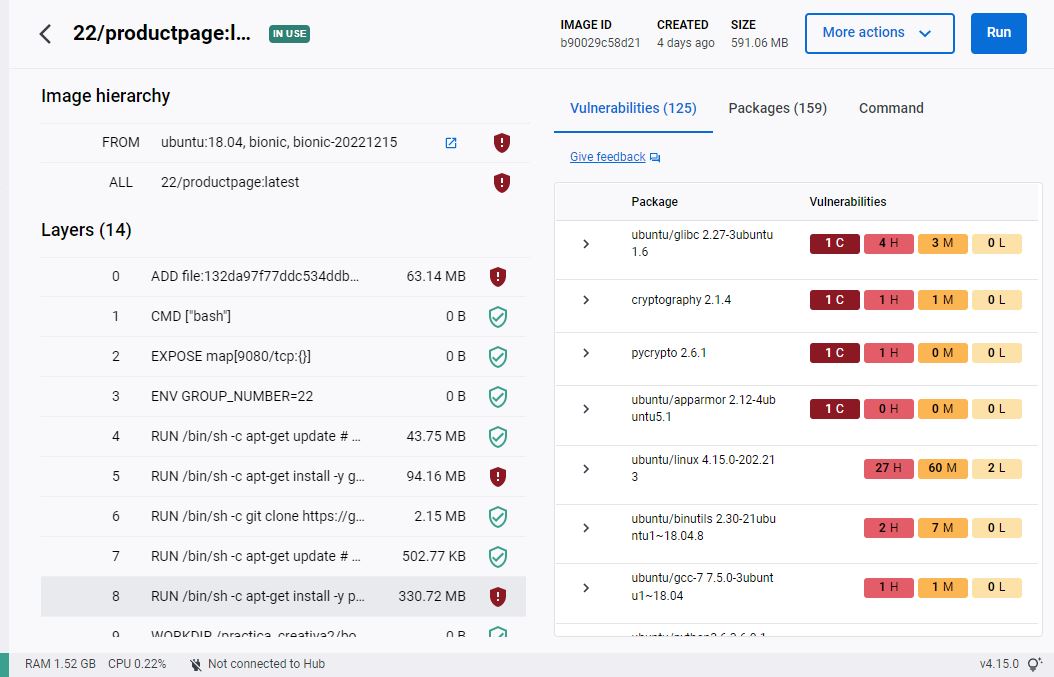 22/productpage:l...
IN USE
IMAGE ID
b90029c58d21
CREATED
4 days ago
SIZE
591.06 MB
More actions
Run
Image hierarchy
FROM ubuntu:18.04, bionic, bionic-20221215
ALL 22/productpage:latest
Layers (14)
0 ADD file:132da97f77ddc534ddb... 63.14 MB
1 CMD ["bash"] 0 B
2 EXPOSE map[9080/tcp:{}] 0 B
3 ENV GROUP_NUMBER=22 0 B
4 RUN /bin/sh -c apt-get update # ... 43.75 MB
5 RUN /bin/sh -c apt-get install -y g... 94.16 MB
6 RUN /bin/sh -c git clone https://g... 2.15 MB
7 RUN /bin/sh -c apt-get update # ... 502.77 KB
8 RUN /bin/sh -c apt-get install -y p... 330.72 MB
9 WORKDIR /practica_creativa2/bo... 0 B
Vulnerabilities (125)
Packages (159)
Command
Give feedback
Package Vulnerabilities
ubuntu/glibc 2.27-3ubuntu
1.6
1 C 4 H 3 M 0 L
cryptography 2.1.4 1 C 1 H 1 M 0 L
pycrypto 2.6.1 1 C 1 H 0 M 0 L
ubuntu/apparmor 2.12-4ub
untu5.1
1 C 0 H 0 M 0 L
ubuntu/linux 4.15.0-202.21
3
27 H 60 M 2 L
ubuntu/binutils 2.30-21ubu
ntu1~18.04.8
2 H 7 M 0 L
ubuntu/gcc-7 7.5.0-3ubunt
u1~18.04
1 H 1 M 0 L
RAM 1.52 GB CPU 0.22% Not connected to Hub
v4.15.0